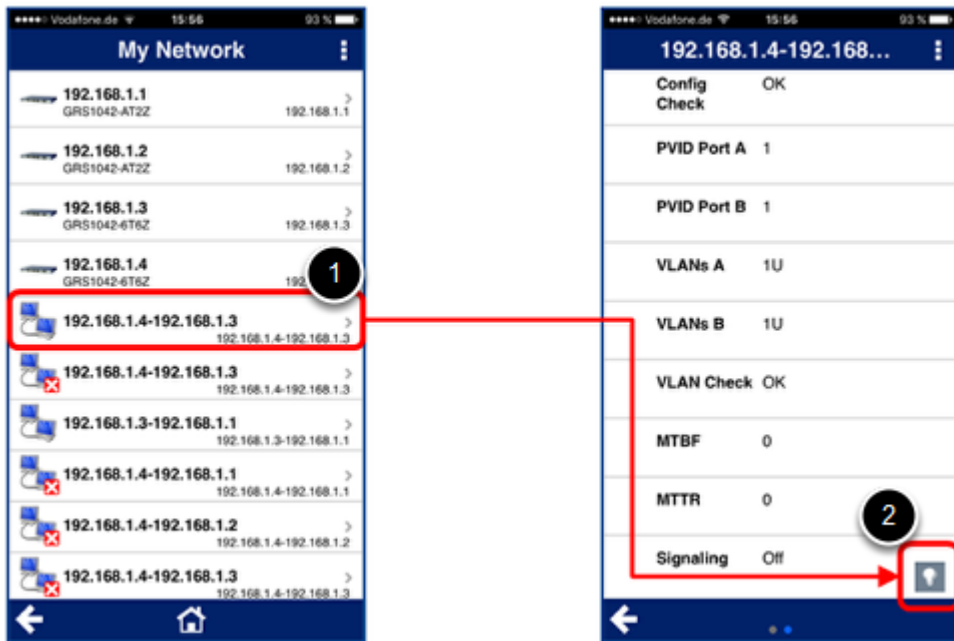 Vodafone.de 15:56 93 %
My Network
192.168.1.1
GRS1042-AT2Z 192.168.1.1
192.168.1.2
GRS1042-AT2Z 192.168.1.2
192.168.1.3
GRS1042-6T6Z 192.168.1.3
192.168.1.4
GRS1042-6T6Z 192
1
192.168.1.4-192.168.1.3
192.168.1.4-192.168.1.3
192.168.1.4-192.168.1.3
192.168.1.4-192.168.1.3
192.168.1.3-192.168.1.1
192.168.1.3-192.168.1.1
192.168.1.4-192.168.1.1
192.168.1.4-192.168.1.1
192.168.1.4-192.168.1.2
192.168.1.4-192.168.1.2
192.168.1.4-192.168.1.3
192.168.1.4-192.168.1.3
Vodafone.de 15:56 93 %
192.168.1.4-192.168...
Config OK
Check
PVID Port A 1
PVID Port B 1
VLANs A 1U
VLANs B 1U
VLAN Check OK
MTBF 0
MTTR 0
2
Signaling Off